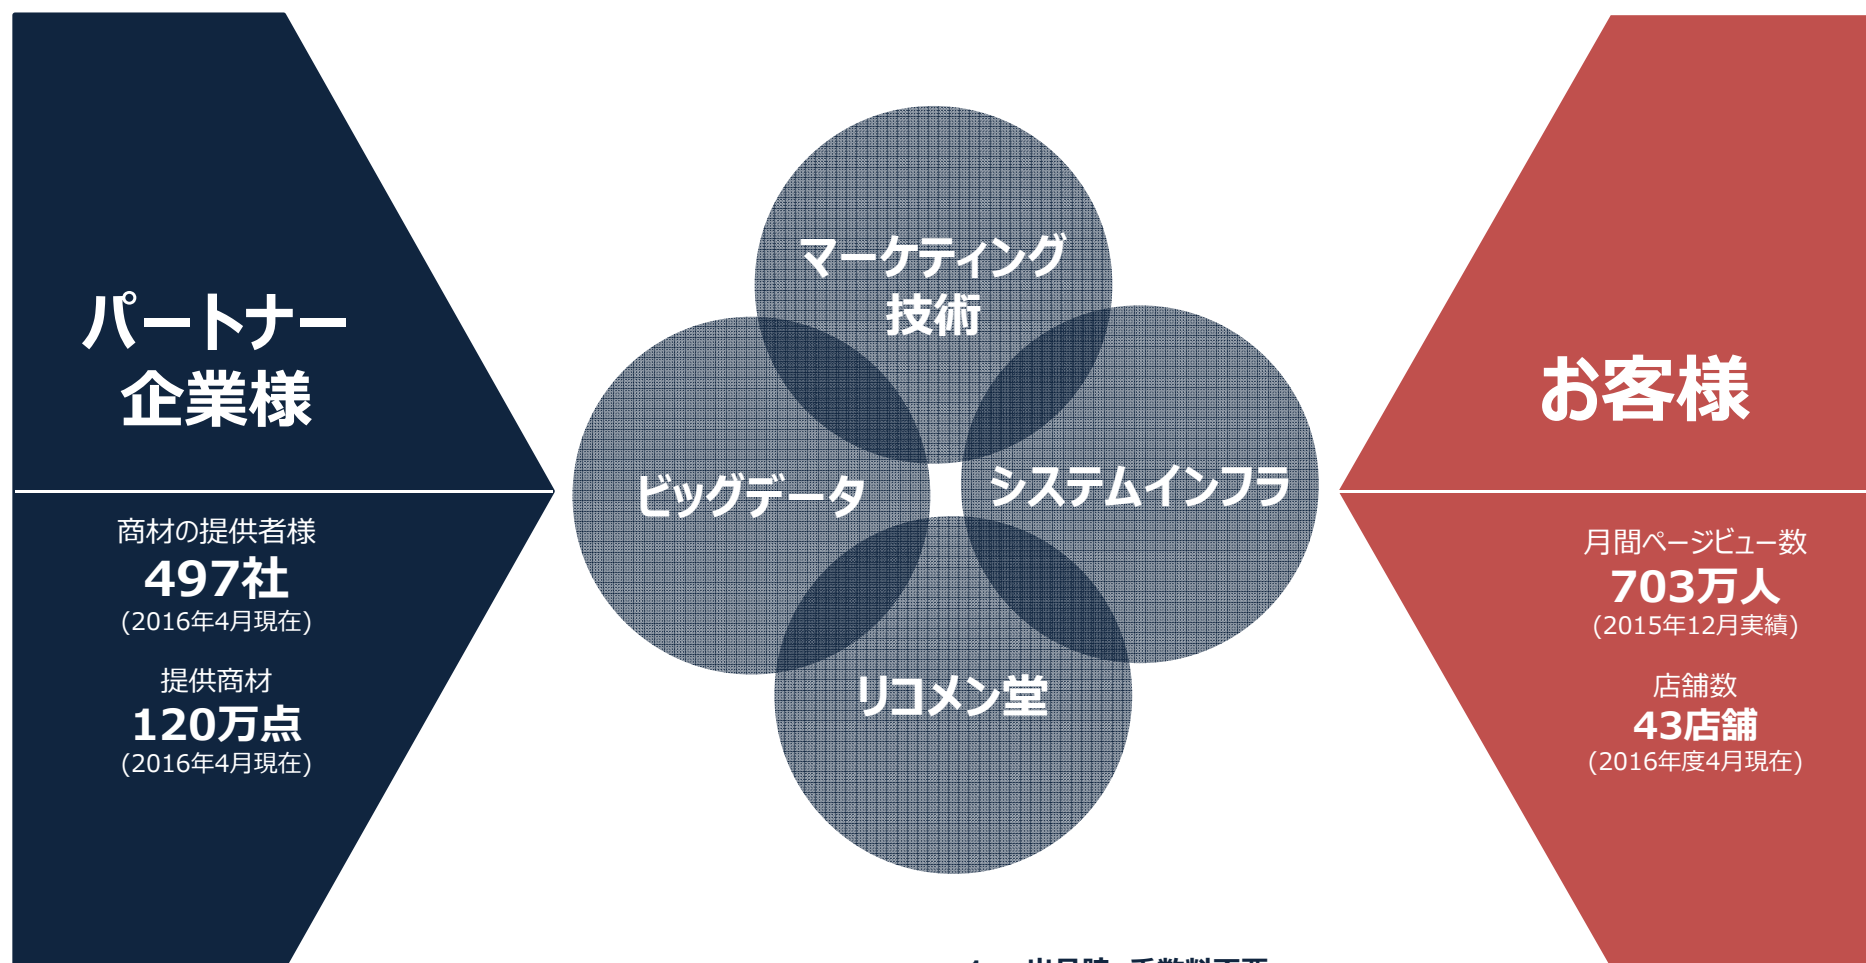 パートナー
企業様
商材の提供者様
497社
(2016年4月現在)
提供商材
120万点
(2016年4月現在)
マーケティング
技術
ビッグデータ
システムインフラ
リコメン堂
お客様
月間ページビュー数
703万人
(2015年12月実績)
店舗数
43店舗
(2016年度4月現在)